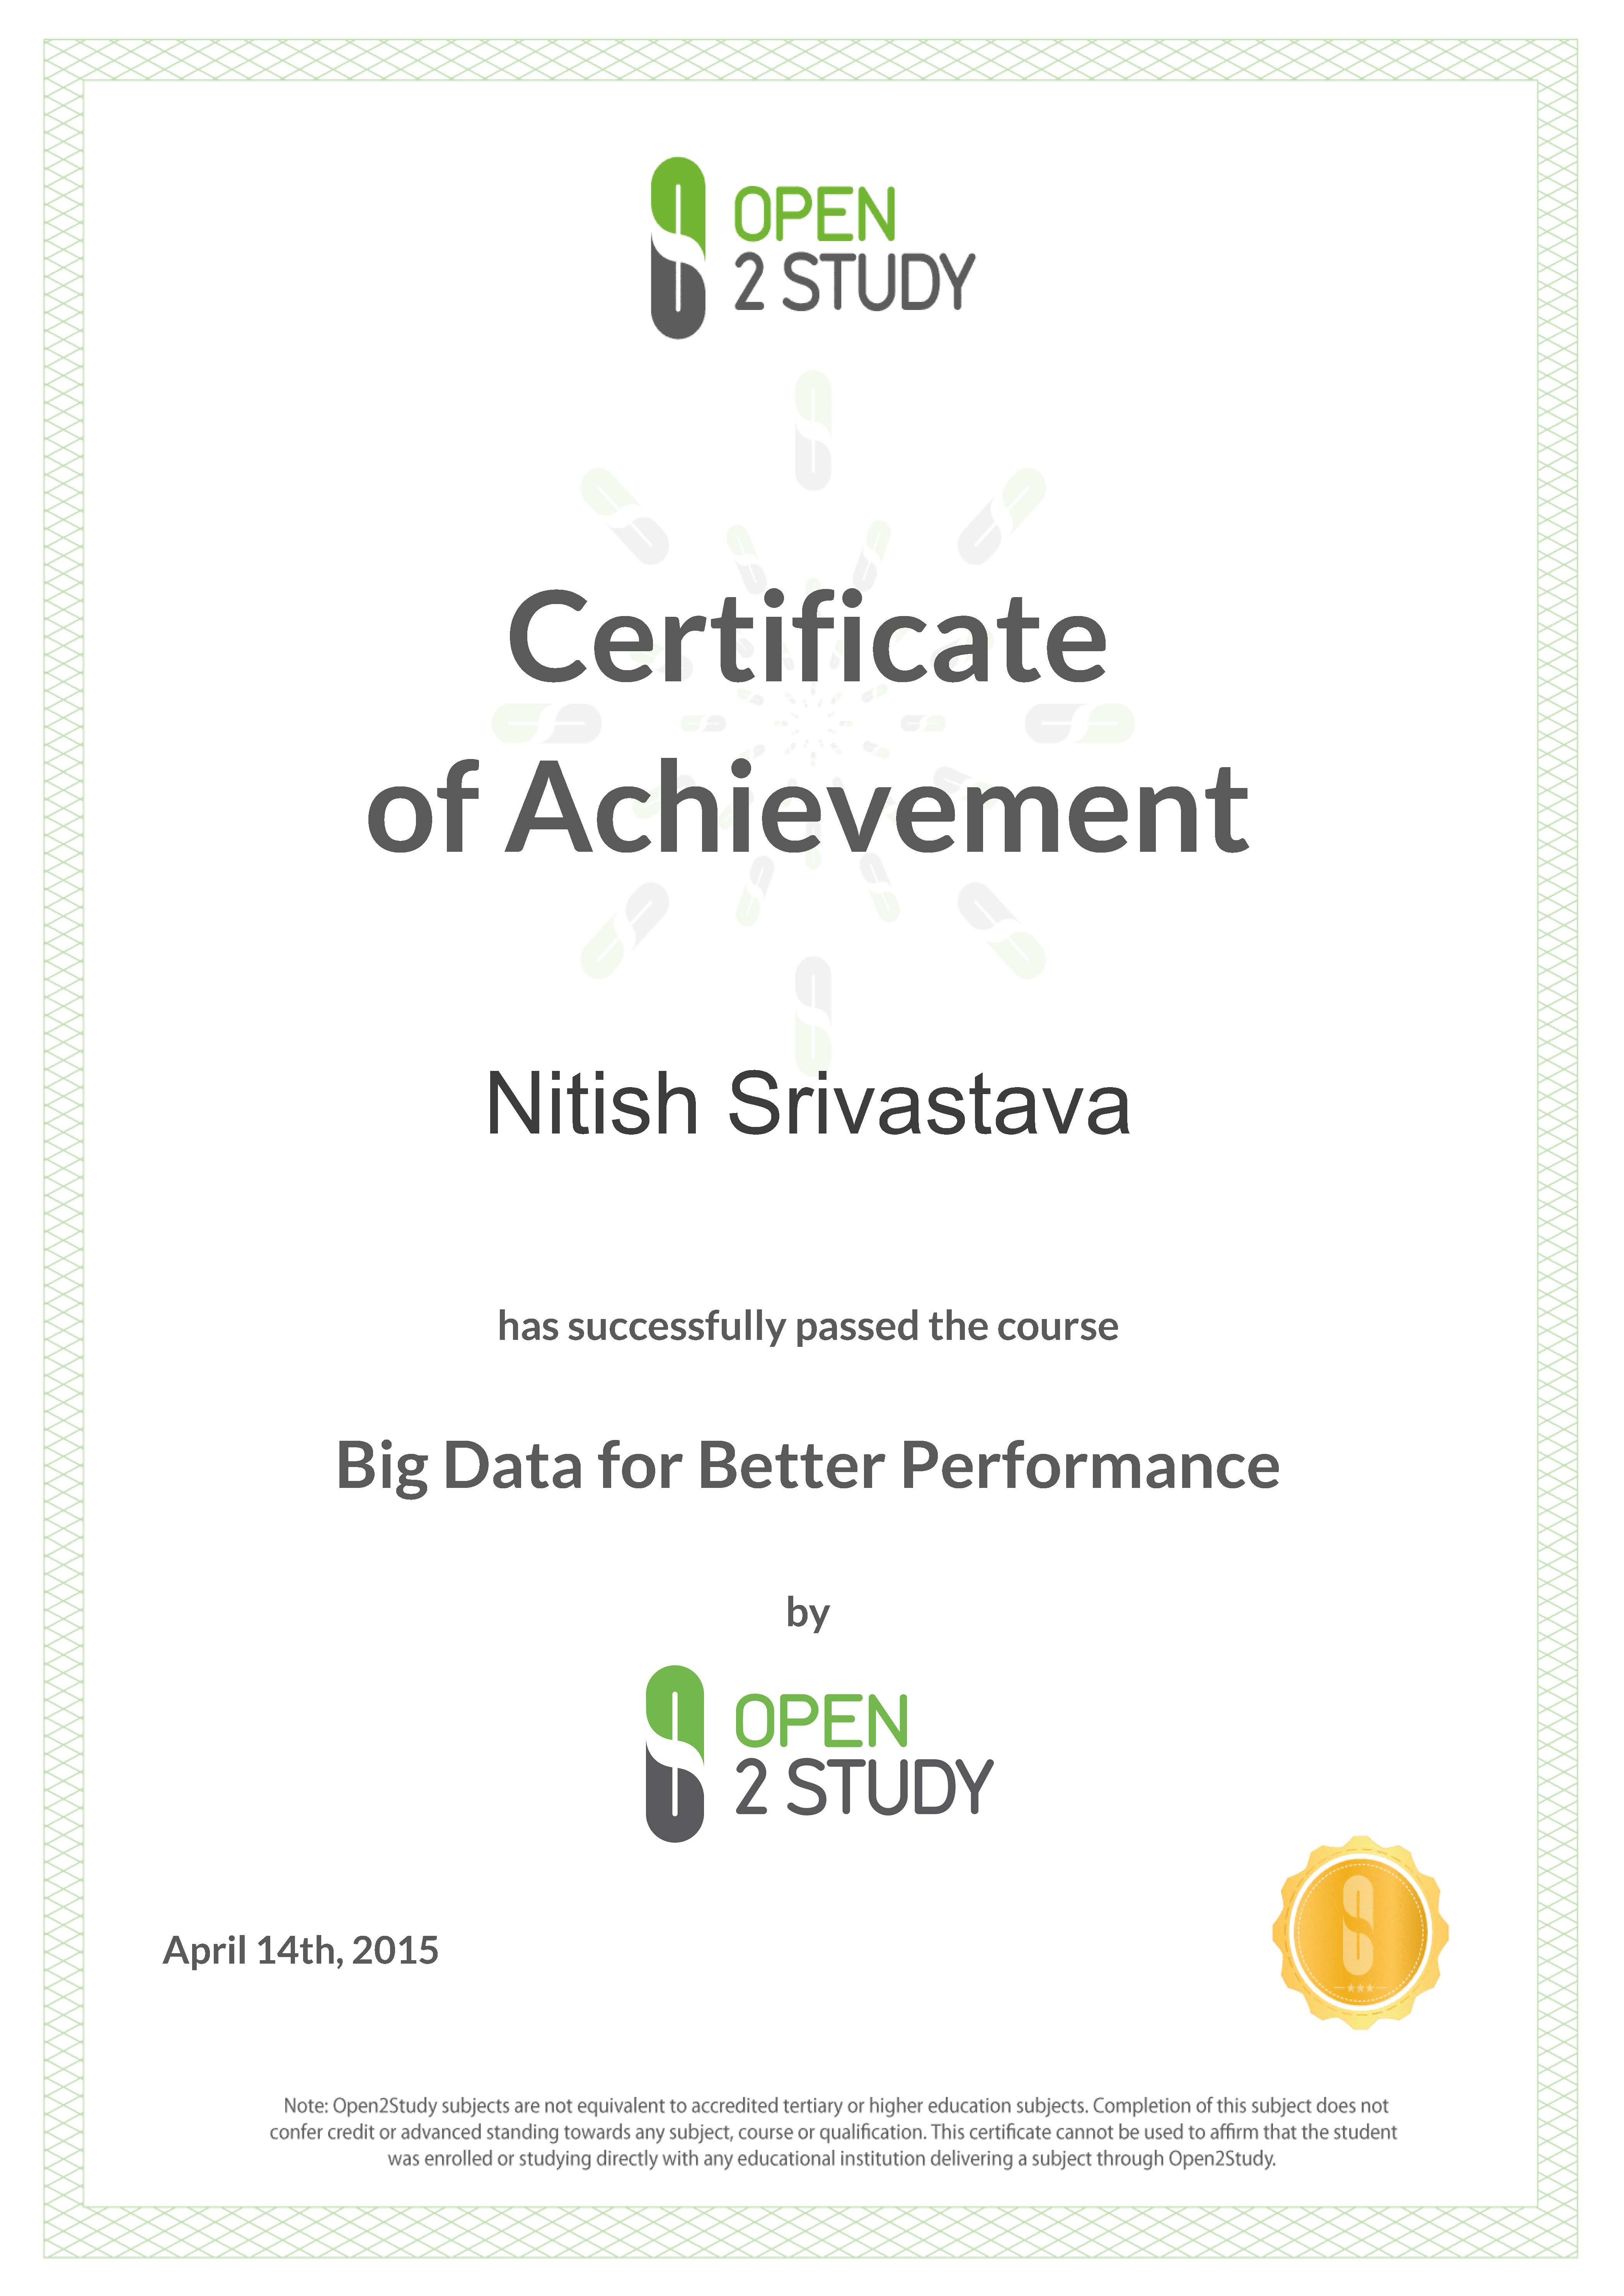 OPEN
2 STUDY
Certificate
of Achievement
Nitish Srivastava
has successfully passed the course
Big Data for Better Performance
by
OPEN
2 STUDY
April 14th, 2015
Note: Open2Study subjects are not equivalent to accredited tertiary or higher education subjects. Completion of this subject does not
confer credit or advanced standing towards any subject, course or qualification. This certificate cannot be used to affirm that the student
was enrolled or studying directly with any educational institution delivering a subject through Open2Study.